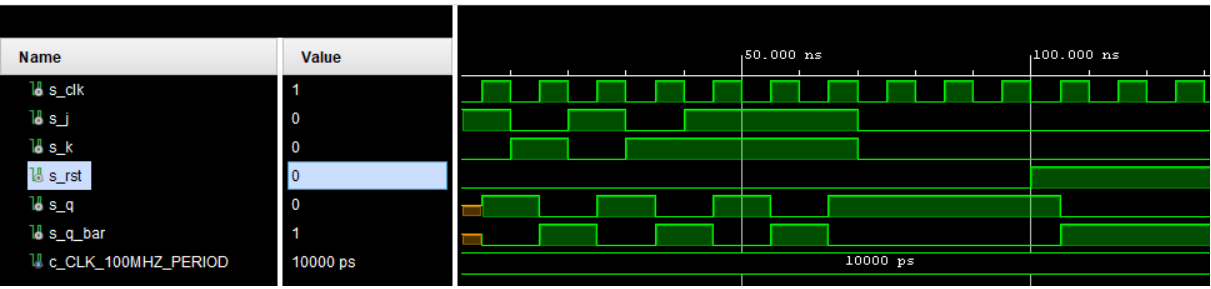 Name Value
50.000 ns 100.000 ns
s_clk 1
s_j 0
s_k 0
s_rst 0
s_q 0
s_q_bar 1
c_CLK_100MHZ_PERIOD 10000 ps 10000 ps